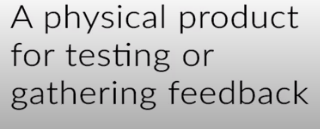 A physical product
for testing or
gathering feedback